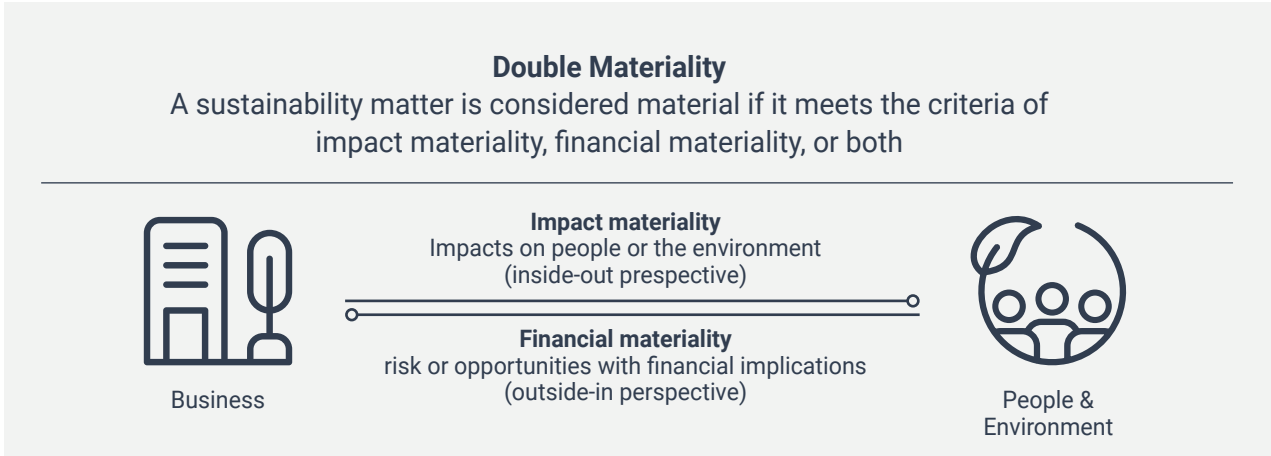 Double Materiality
A sustainability matter is considered material if it meets the criteria of
impact materiality, financial materiality, or both
Impact materiality
Impacts on people or the environment
(inside-out prespective)
Financial materiality
risk or opportunities with financial implications
(outside-in perspective)
Business
People &
Environment